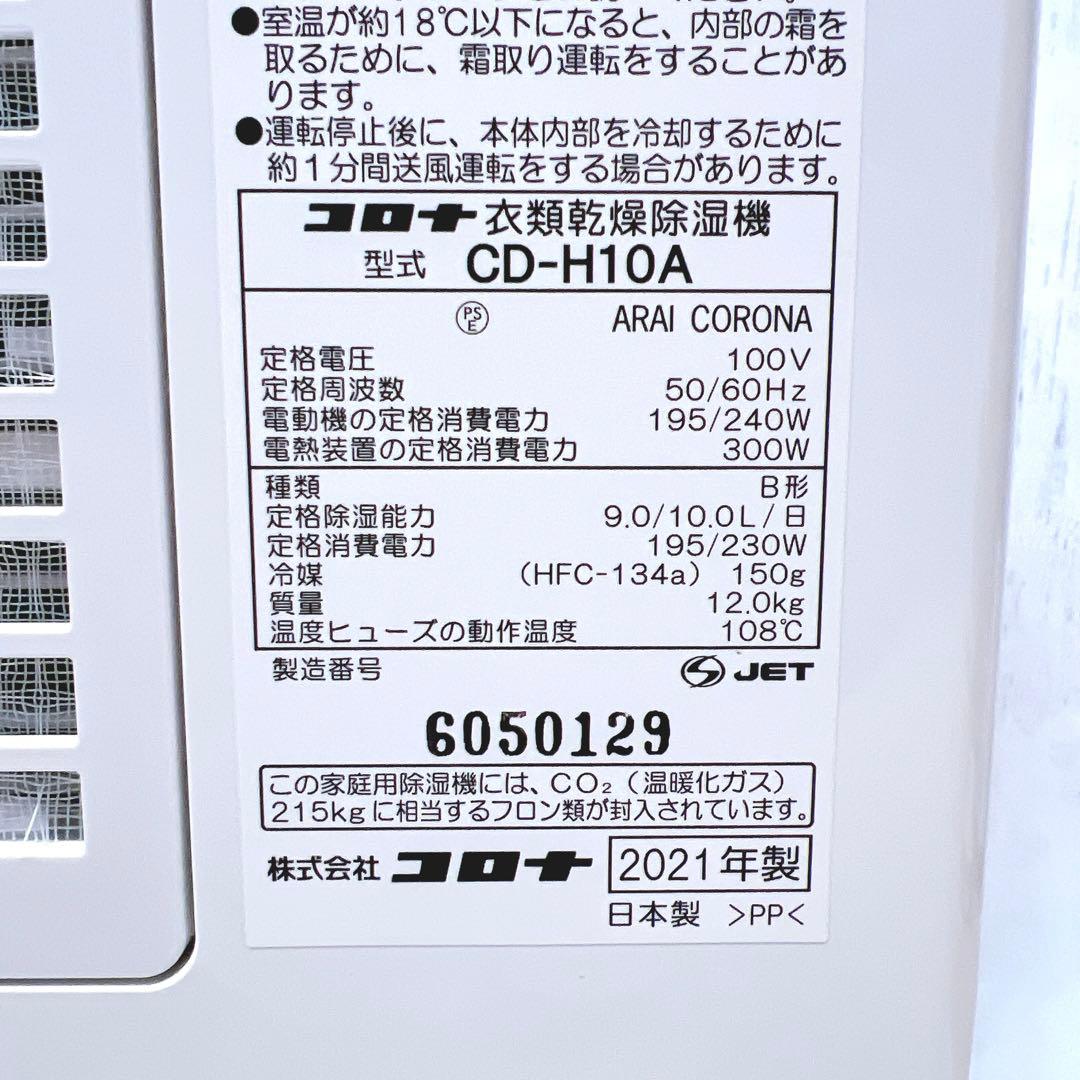 ●室温が約18℃以下になると、内部の霜を
取るために、霜取り運転をすることがあ
ります。
●運転停止後に、本体内部を冷却するために
約1分間送風運転をする場合があります。
コロナ 衣類乾燥除湿機
型式 CD-H10A
PS E ARAI CORONA
定格電圧 100V
定格周波数 50/60Hz
電動機の定格消費電力 195/240W
電熱装置の定格消費電力 300W
種類 B形
定格除湿能力 9.0/10.0L/日
定格消費電力 195/230W
冷媒 (HFC-134a) 150g
質量 12.0kg
温度ヒューズの動作温度 108℃
製造番号 JET
6050129
この家庭用除湿機には、CO₂（温暖化ガス）
215kgに相当するフロン類が封入されています。
株式会社 コロナ 2021年製
日本製 >PP<